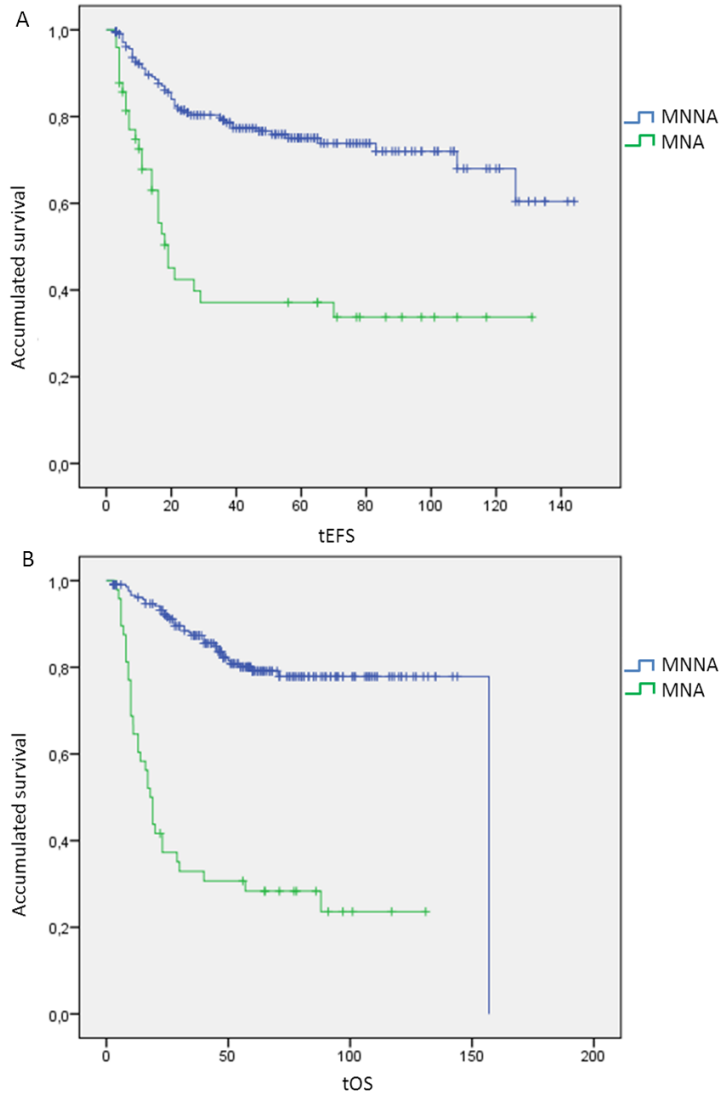 A
1,0
0,8
0,6
0,4
0,2
0,0
Accumulated survival
0 20 40 60 80 100 120 140
tEFS
MNNA
MNA
B
1,0
0,8
0,6
0,4
0,2
0,0
Accumulated survival
0 50 100 150 200
tOS
MNNA
MNA